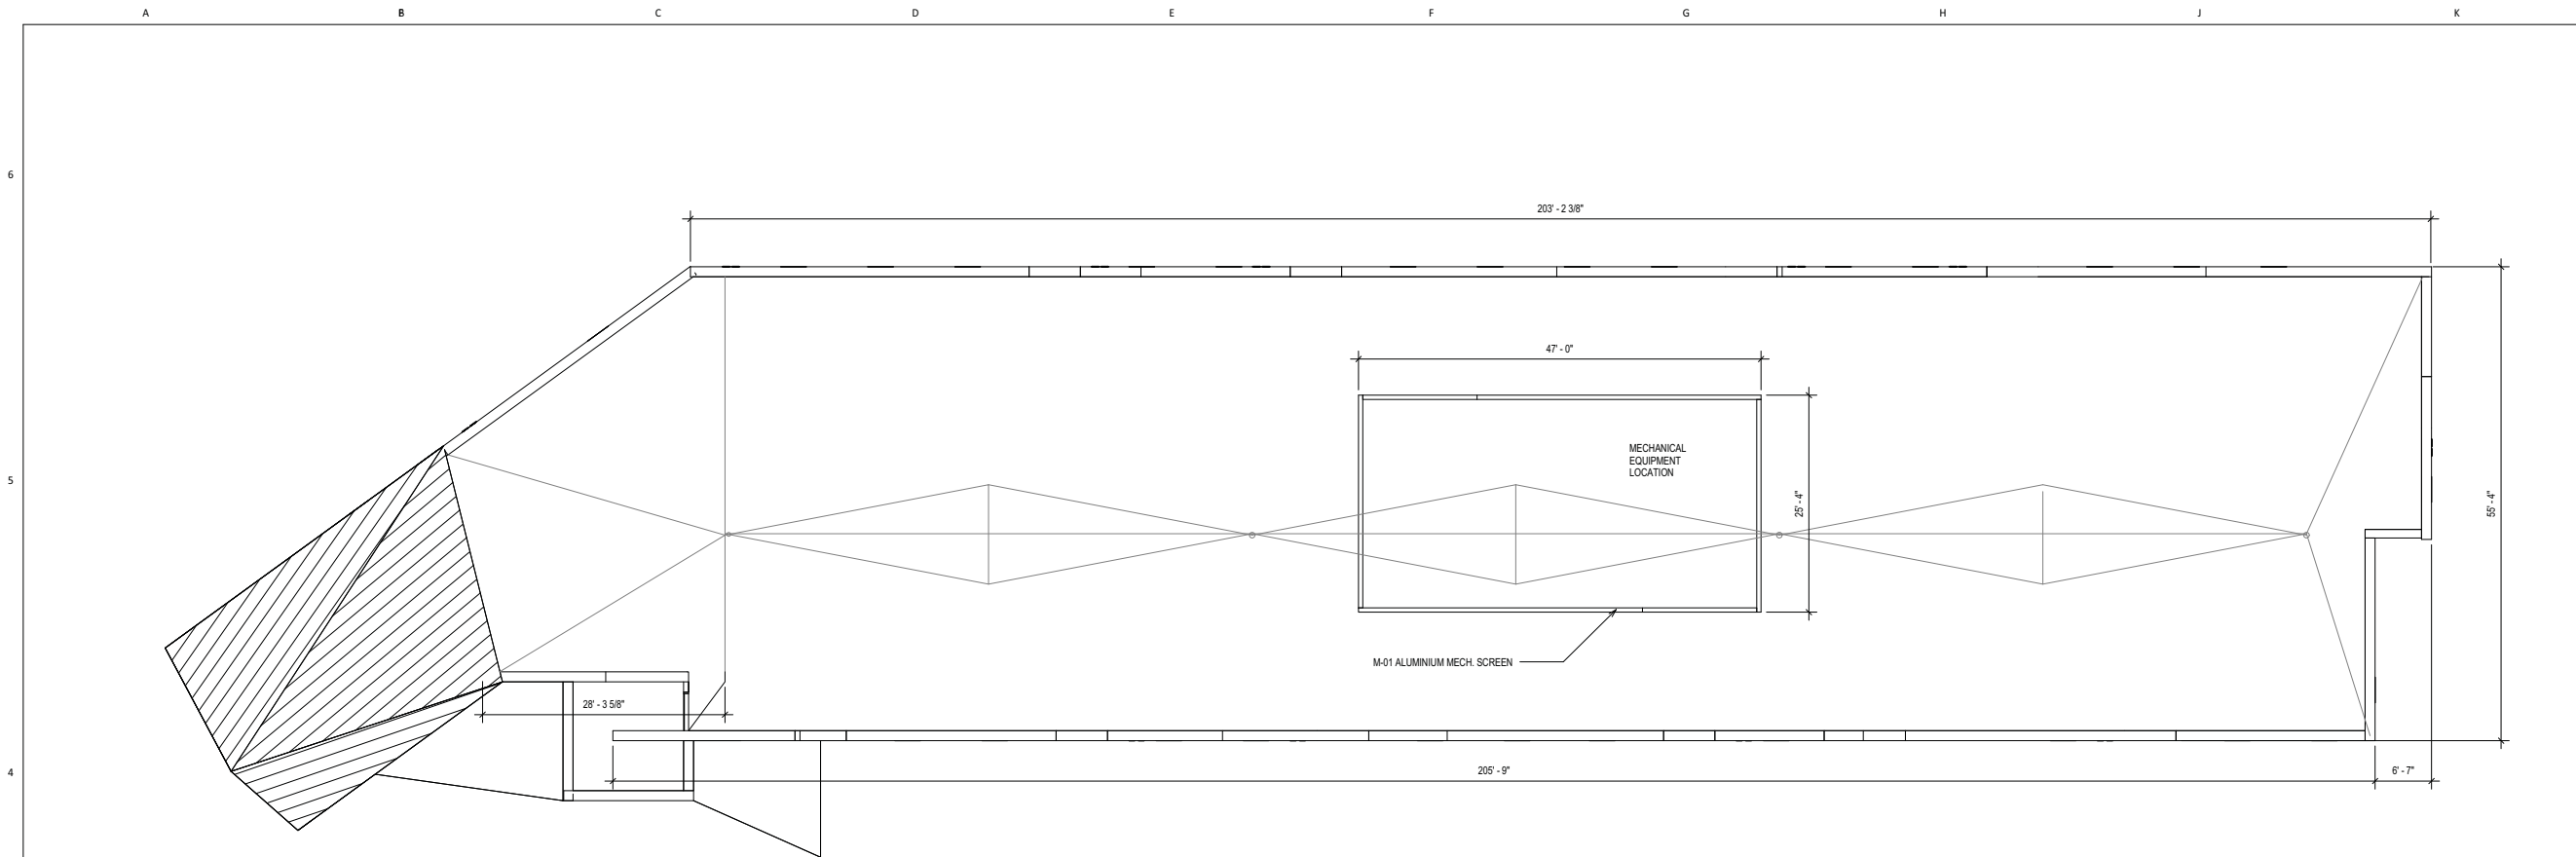 A B C D E F G H J K
6
203' - 2 3/8"
47' - 0"
MECHANICAL
EQUIPMENT
LOCATION
5
25' - 4"
55' - 4"
M-01 ALUMINIUM MECH. SCREEN
28' - 3 5/8"
4
205' - 9"
6' - 7"